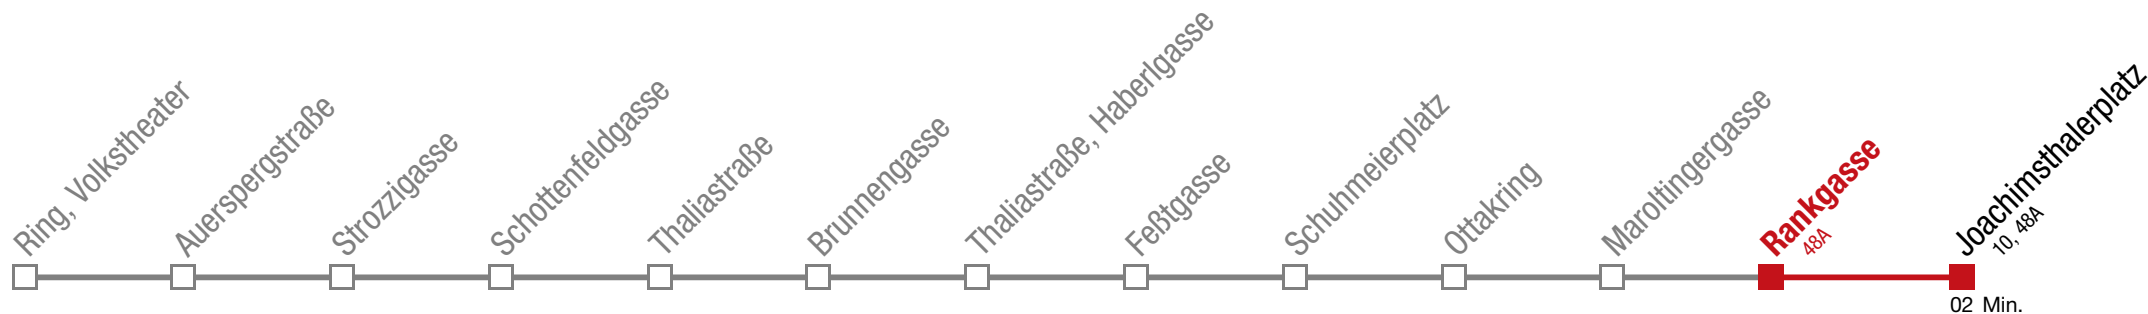 Ring, Volkstheater
Auerspergstraße
Strozzigasse
Schottenfeldgasse
Thaliastraße
Brunnengasse
Thaliastraße, Haberlgasse
Feßtgasse
Schuhmeierplatz
Ottakring
Maroltingergasse
Rankgasse
48A
Joachimsthalerplatz
10, 48A
02 Min.